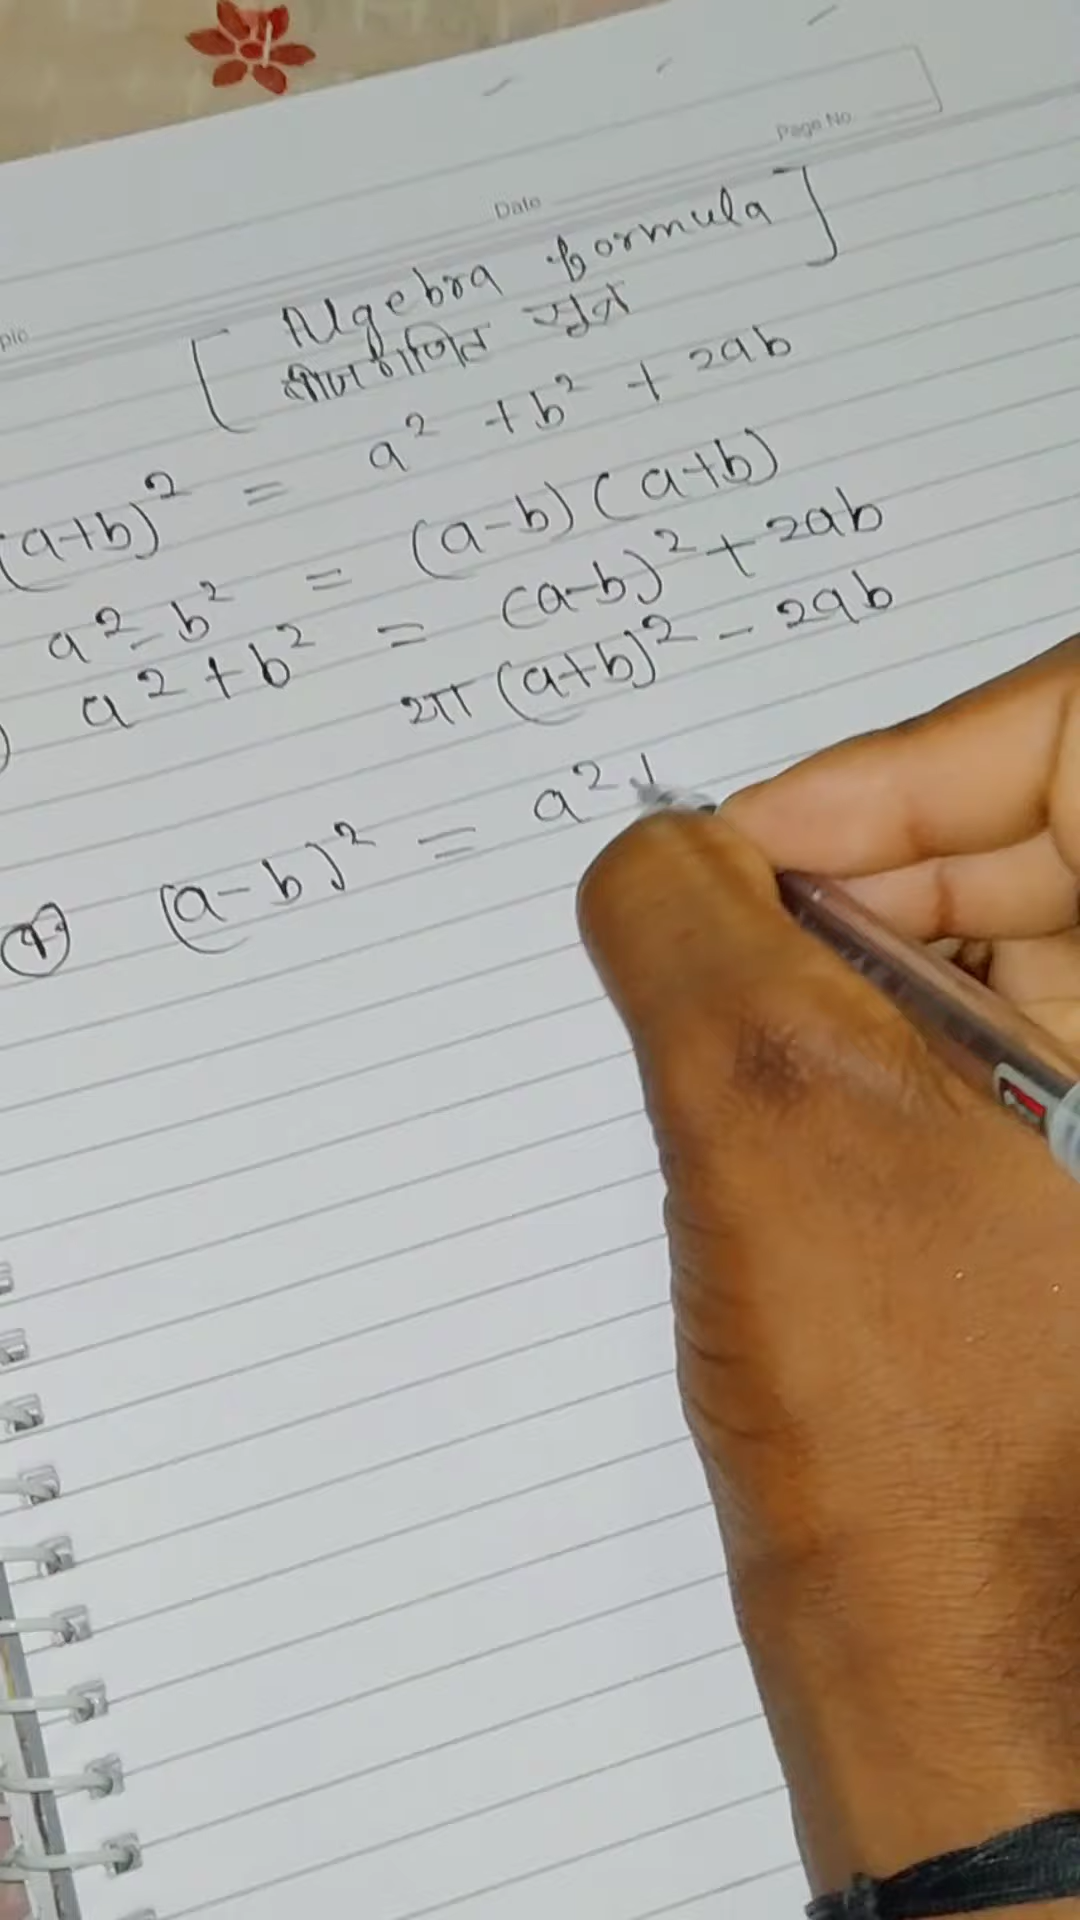 Page No.
Date
[ Algebra formula ]
बीजगणित सूत्र
(a+b)² = a² + b² + 2ab
a² - b² = (a-b) (a+b)
a² + b² = (a-b)² + 2ab
या (a+b)² - 2ab
④ (a-b)² = a² +